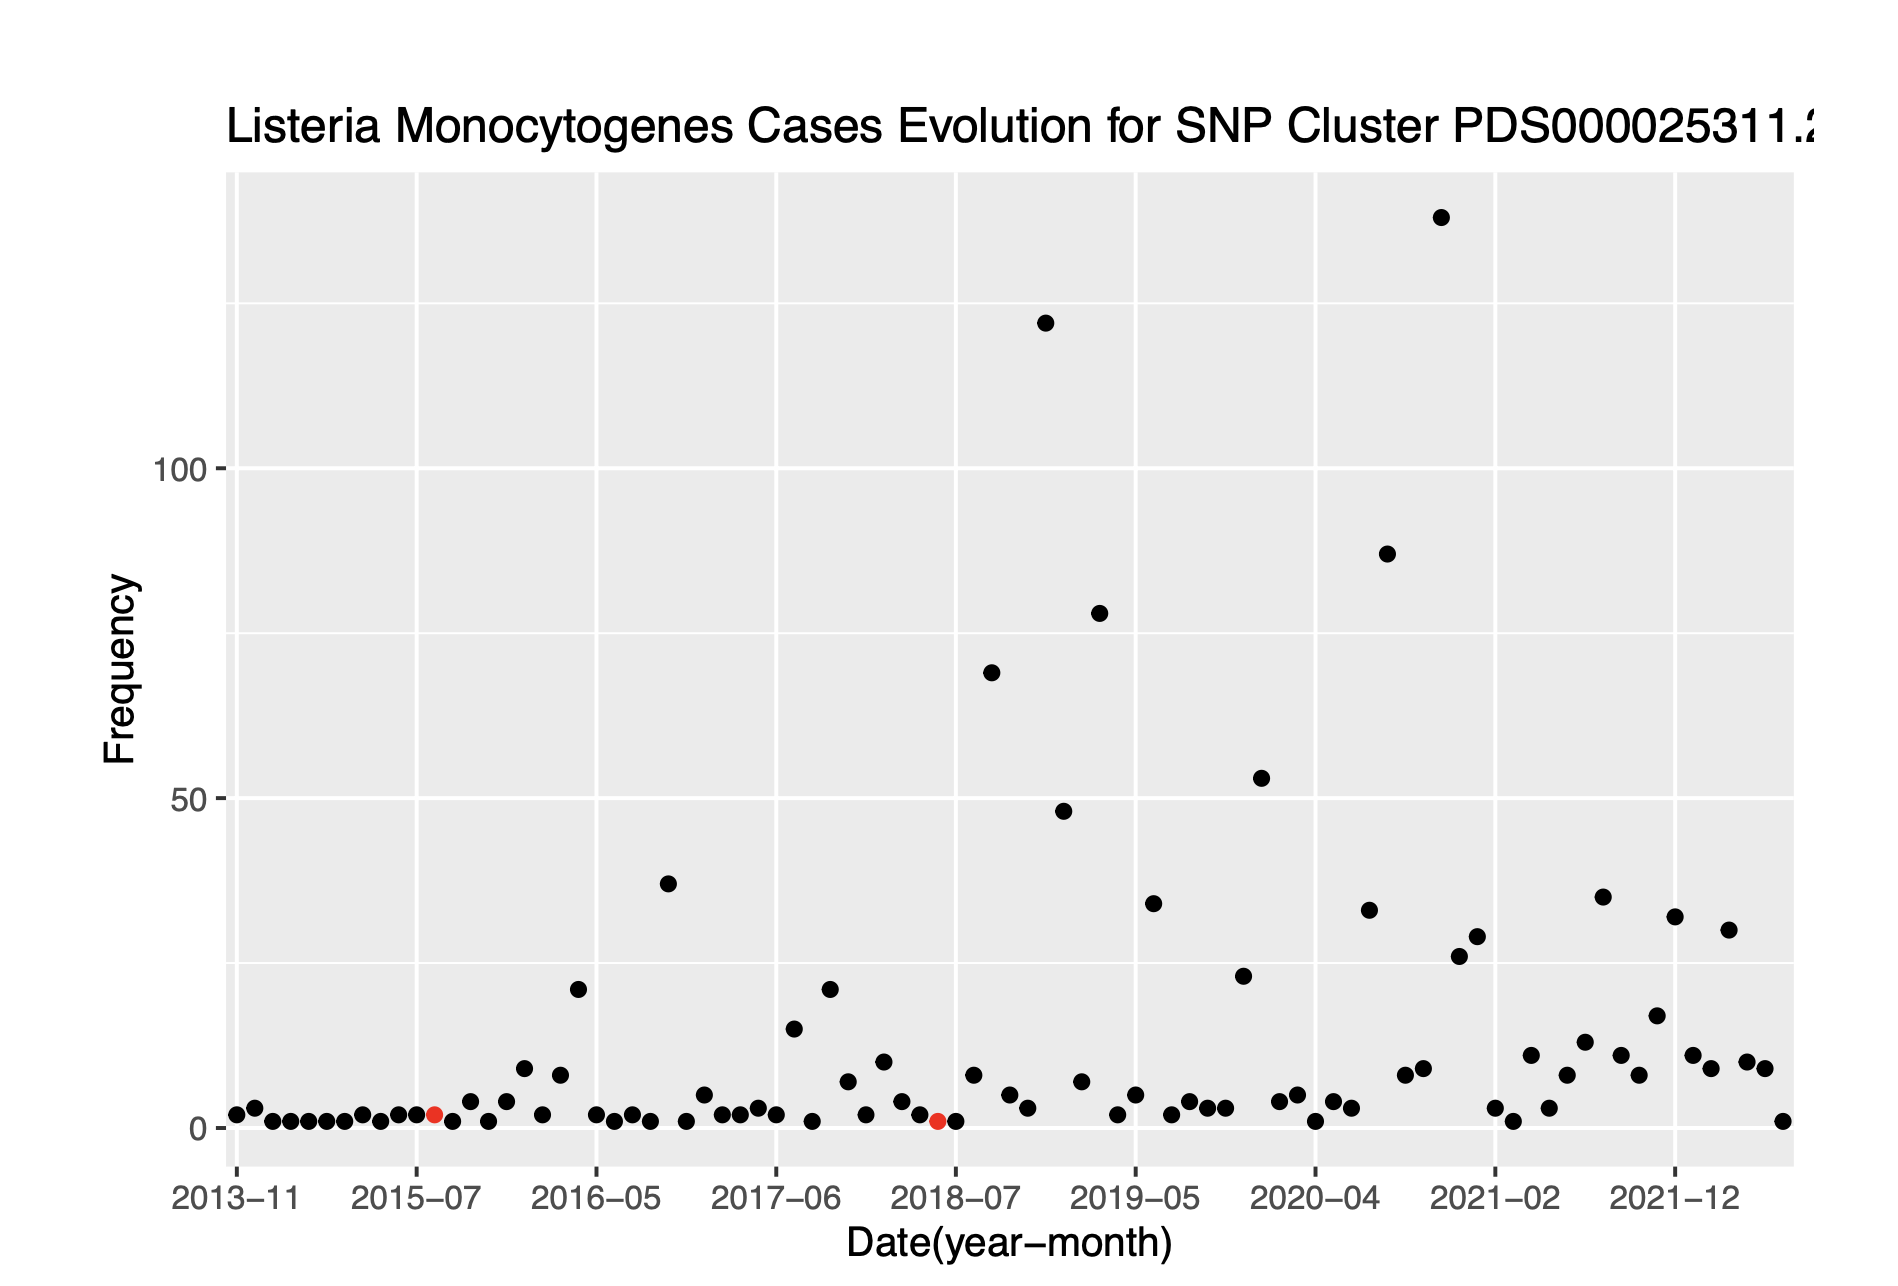 Listeria Monocytogenes Cases Evolution for SNP Cluster PDS000025311.2
Frequency
100
50
0
2013−11 2015−07 2016−05 2017−06 2018−07 2019−05 2020−04 2021−02 2021−12
Date(year−month)